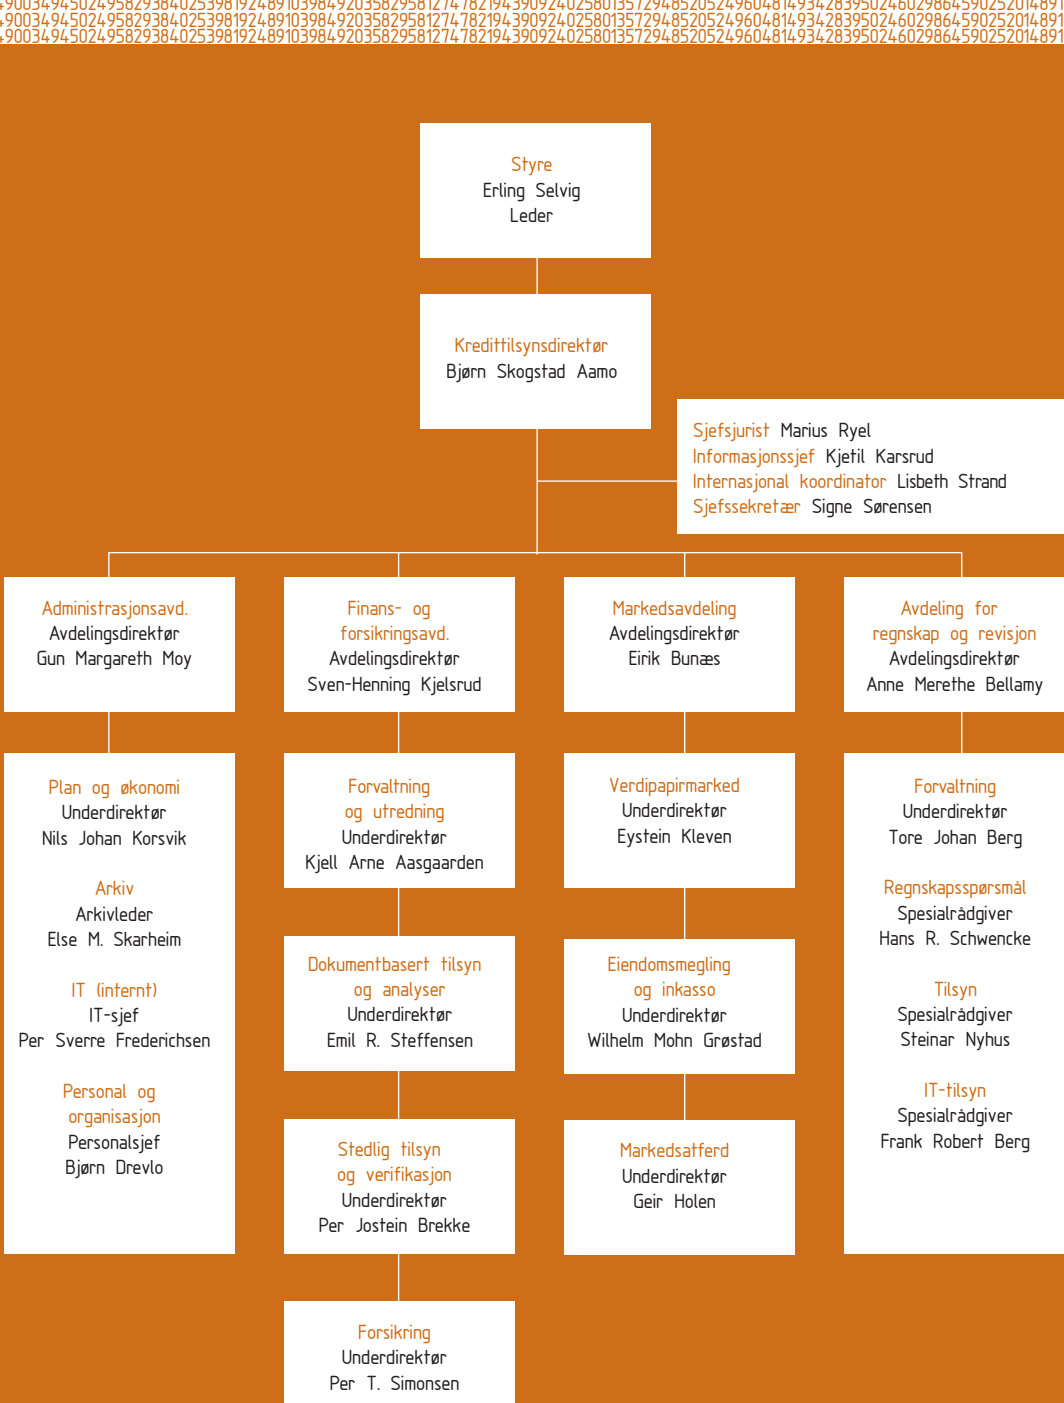 Styre
Erling Selvig
Leder
Kredittilsynsdirektør
Bjørn Skogstad Aamo
Sjefsjurist Marius Ryel
Informasjonssjef Kjetil Karsrud
Internasjonal koordinator Lisbeth Strand
Sjefssekretær Signe Sørensen
Administrasjonsavd.
Avdelingsdirektør
Gun Margareth Moy
Finans- og
forsikringsavd.
Avdelingsdirektør
Sven-Henning Kjelsrud
Markedsavdeling
Avdelingsdirektør
Eirik Bunæs
Avdeling for
regnskap og revisjon
Avdelingsdirektør
Anne Merethe Bellamy
Plan og økonomi
Underdirektør
Nils Johan Korsvik
Arkiv
Arkivleder
Else M. Skarheim
IT (internt)
IT-sjef
Per Sverre Frederichsen
Personal og
organisasjon
Personalsjef
Bjørn Drevlo
Forvaltning
og utredning
Underdirektør
Kjell Arne Aasgaarden
Dokumentbasert tilsyn
og analyser
Underdirektør
Emil R. Steffensen
Stedlig tilsyn
og verifikasjon
Underdirektør
Per Jostein Brekke
Forsikring
Underdirektør
Per T. Simonsen
Verdipapirmarked
Underdirektør
Eystein Kleven
Eiendomsmegling
og inkasso
Underdirektør
Wilhelm Mohn Grøstad
Markedsatferd
Underdirektør
Geir Holen
Forvaltning
Underdirektør
Tore Johan Berg
Regnskapsspørsmål
Spesialrådgiver
Hans R. Schwencke
Tilsyn
Spesialrådgiver
Steinar Nyhus
IT-tilsyn
Spesialrådgiver
Frank Robert Berg